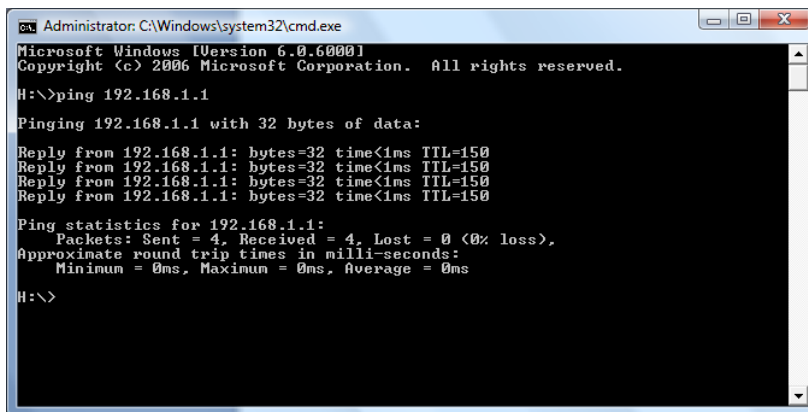 Administrator: C:\Windows\system32\cmd.exe
Microsoft Windows [Version 6.0.6000]
Copyright (c) 2006 Microsoft Corporation.  All rights reserved.
H:\>ping 192.168.1.1
Pinging 192.168.1.1 with 32 bytes of data:
Reply from 192.168.1.1: bytes=32 time<1ms TTL=150
Reply from 192.168.1.1: bytes=32 time<1ms TTL=150
Reply from 192.168.1.1: bytes=32 time<1ms TTL=150
Reply from 192.168.1.1: bytes=32 time<1ms TTL=150
Ping statistics for 192.168.1.1:
    Packets: Sent = 4, Received = 4, Lost = 0 (0% loss),
Approximate round trip times in milli-seconds:
    Minimum = 0ms, Maximum = 0ms, Average = 0ms
H:\>